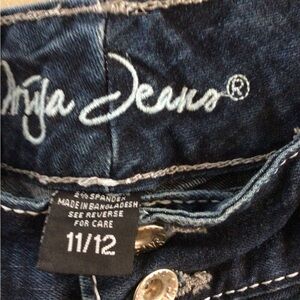 Jeans®
2% SPANDEX
MADE IN BANGLADESH
SEE REVERSE
FOR CARE
11/12